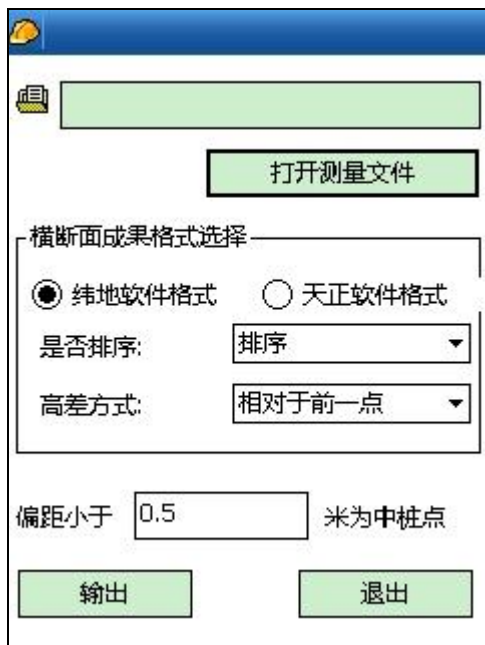 打开测量文件
横断面成果格式选择
纬地软件格式 天正软件格式
是否排序: 排序
高差方式: 相对于前一点
偏距小于 0.5 米为中桩点
输出 退出